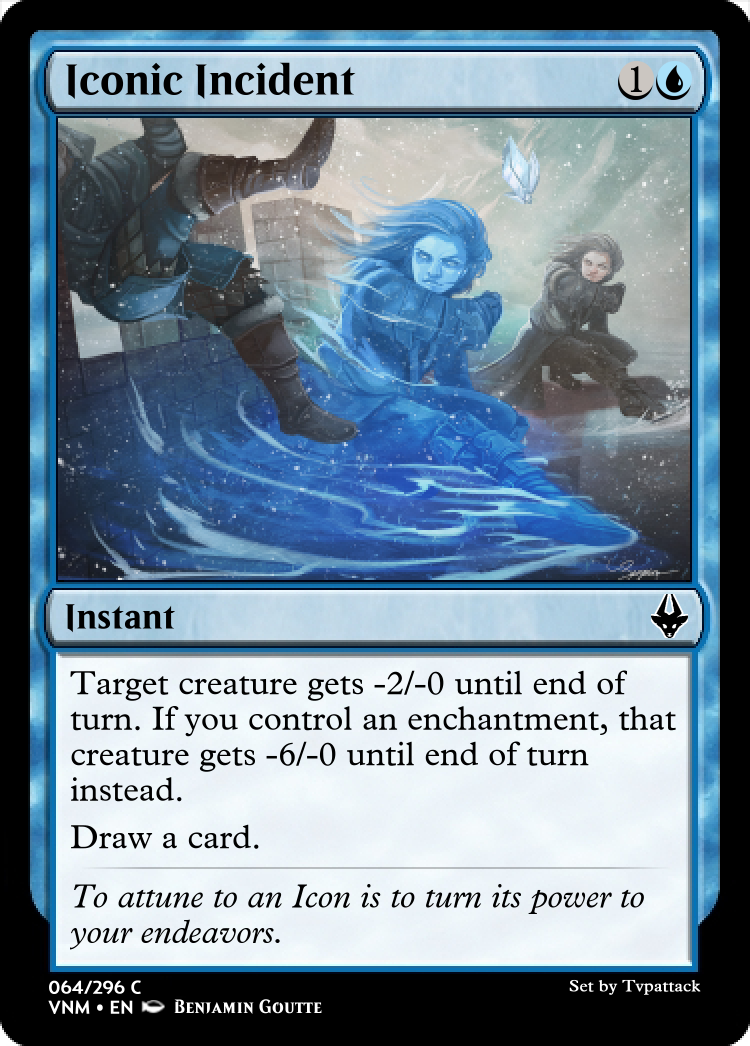 Iconic Incident
1
Instant
Target creature gets -2/-0 until end of
turn. If you control an enchantment, that
creature gets -6/-0 until end of turn
instead.
Draw a card.
To attune to an Icon is to turn its power to
your endeavors.
064/296 C
Set by Tvpattack
VNM • EN Benjamin Goutte